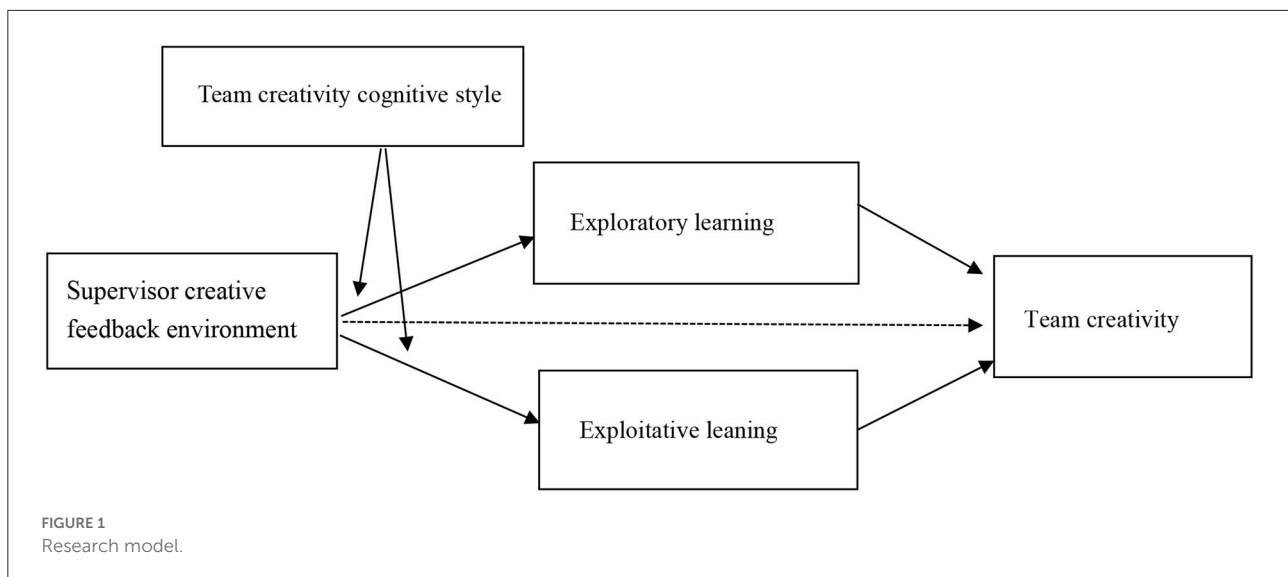 Team creativity cognitive style
Exploratory learning
Supervisor creative
feedback environment
Team creativity
Exploitative leaning
FIGURE 1
Research model.